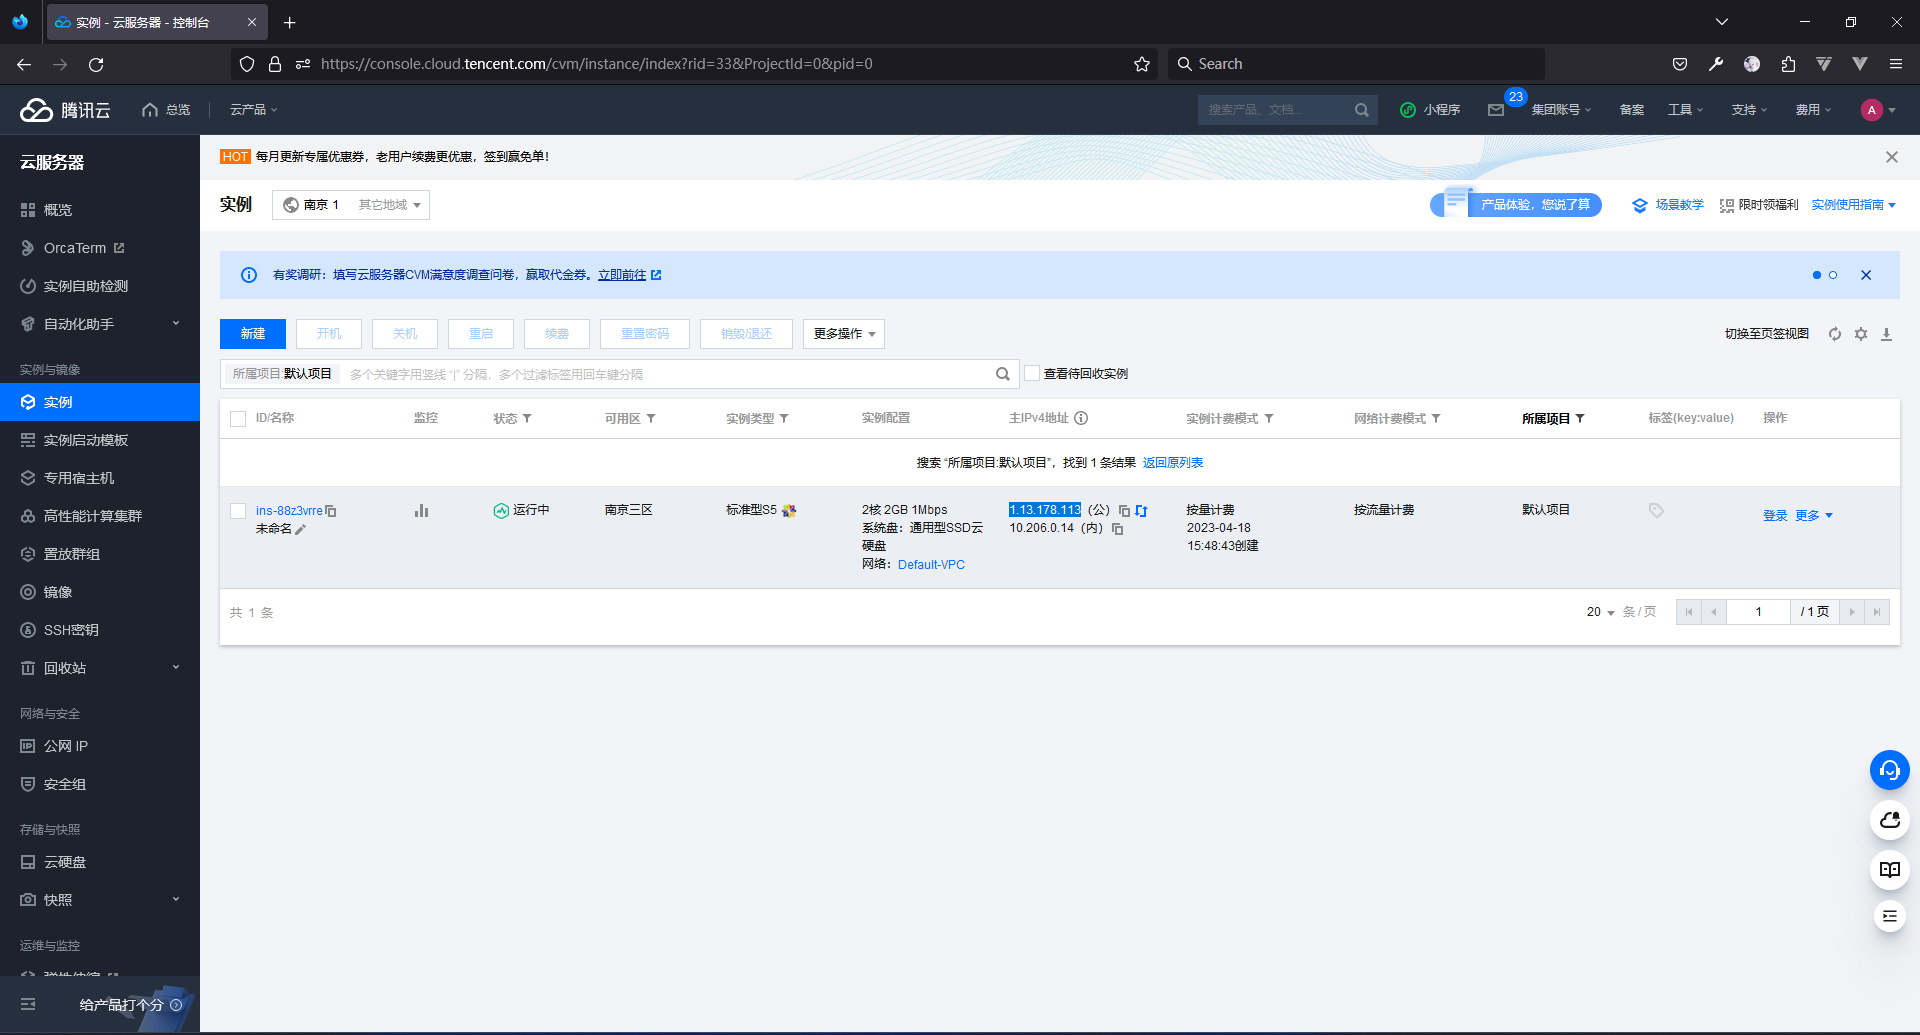 实例 - 云服务器 - 控制台
https://console.cloud.tencent.com/cvm/instance/index?rid=33&ProjectId=0&pid=0
Search
腾讯云
总览
云产品
搜索产品、文档...
小程序
23
集团账号
备案
工具
支持
费用
A
云服务器
概览
OrcaTerm
实例自助检测
自动化助手
实例与镜像
实例
实例启动模板
专用宿主机
高性能计算集群
置放群组
镜像
SSH密钥
回收站
网络与安全
公网 IP
安全组
存储与快照
云硬盘
快照
运维与监控
弹性伸缩
给产品打个分
HOT 每月更新专属优惠券，老用户续费更优惠，签到赢免单！
实例
南京 1
其它地域
产品体验，您说了算
场景教学
限时领福利
实例使用指南
有奖调研：填写云服务器CVM满意度调查问卷，赢取代金券。立即前往
新建
开机
关机
重启
续费
重置密码
销毁/退还
更多操作
切换至页签视图
所属项目:默认项目
多个关键字用竖线 “|” 分隔，多个过滤标签用回车键分隔
查看待回收实例
ID/名称
监控
状态
可用区
实例类型
实例配置
主IPv4地址
实例计费模式
网络计费模式
所属项目
标签(key:value)
操作
搜索 “所属项目:默认项目”，找到 1 条结果 返回原列表
ins-88z3vrre
未命名
运行中
南京三区
标准型S5
2核 2GB 1Mbps
系统盘：通用型SSD云
硬盘
网络：Default-VPC
1.13.178.113（公）
10.206.0.14（内）
按量计费
2023-04-18
15:48:43创建
按流量计费
默认项目
登录 更多
共 1 条
20
条 / 页
1
/ 1 页